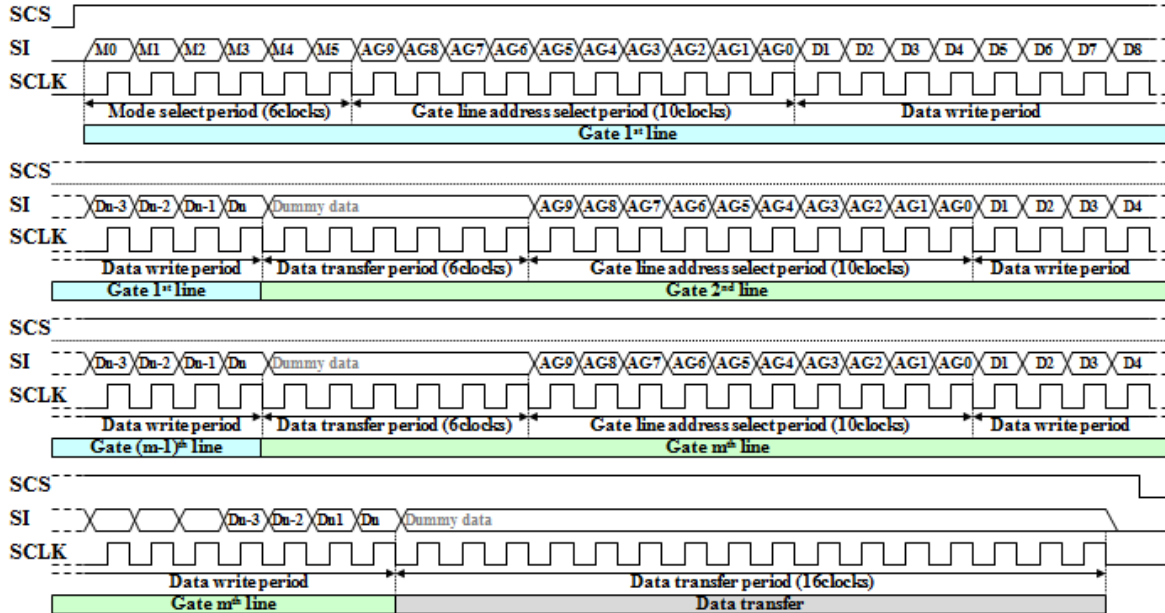 SCS
SI M0 M1 M2 M3 M4 M5 AG9 AG8 AG7 AG6 AG5 AG4 AG3 AG2 AG1 AG0 D1 D2 D3 D4 D5 D6 D7 D8
SCLK
Mode select period (6clocks) Gate line address select period (10clocks) Data write period
Gate 1st line
SCS
SI Dn-3 Dn-2 Dn-1 Dn Dummy data AG9 AG8 AG7 AG6 AG5 AG4 AG3 AG2 AG1 AG0 D1 D2 D3 D4
SCLK
Data write period Data transfer period (6clocks) Gate line address select period (10clocks) Data write period
Gate 1st line Gate 2nd line
SCS
SI Dn-3 Dn-2 Dn-1 Dn Dummy data AG9 AG8 AG7 AG6 AG5 AG4 AG3 AG2 AG1 AG0 D1 D2 D3 D4
SCLK
Data write period Data transfer period (6clocks) Gate line address select period (10clocks) Data write period
Gate (m-1)th line Gate mth line
SCS
SI Dn-3 Dn-2 Dn1 Dn Dummy data
SCLK
Data write period Data transfer period (16clocks)
Gate mth line Data transfer